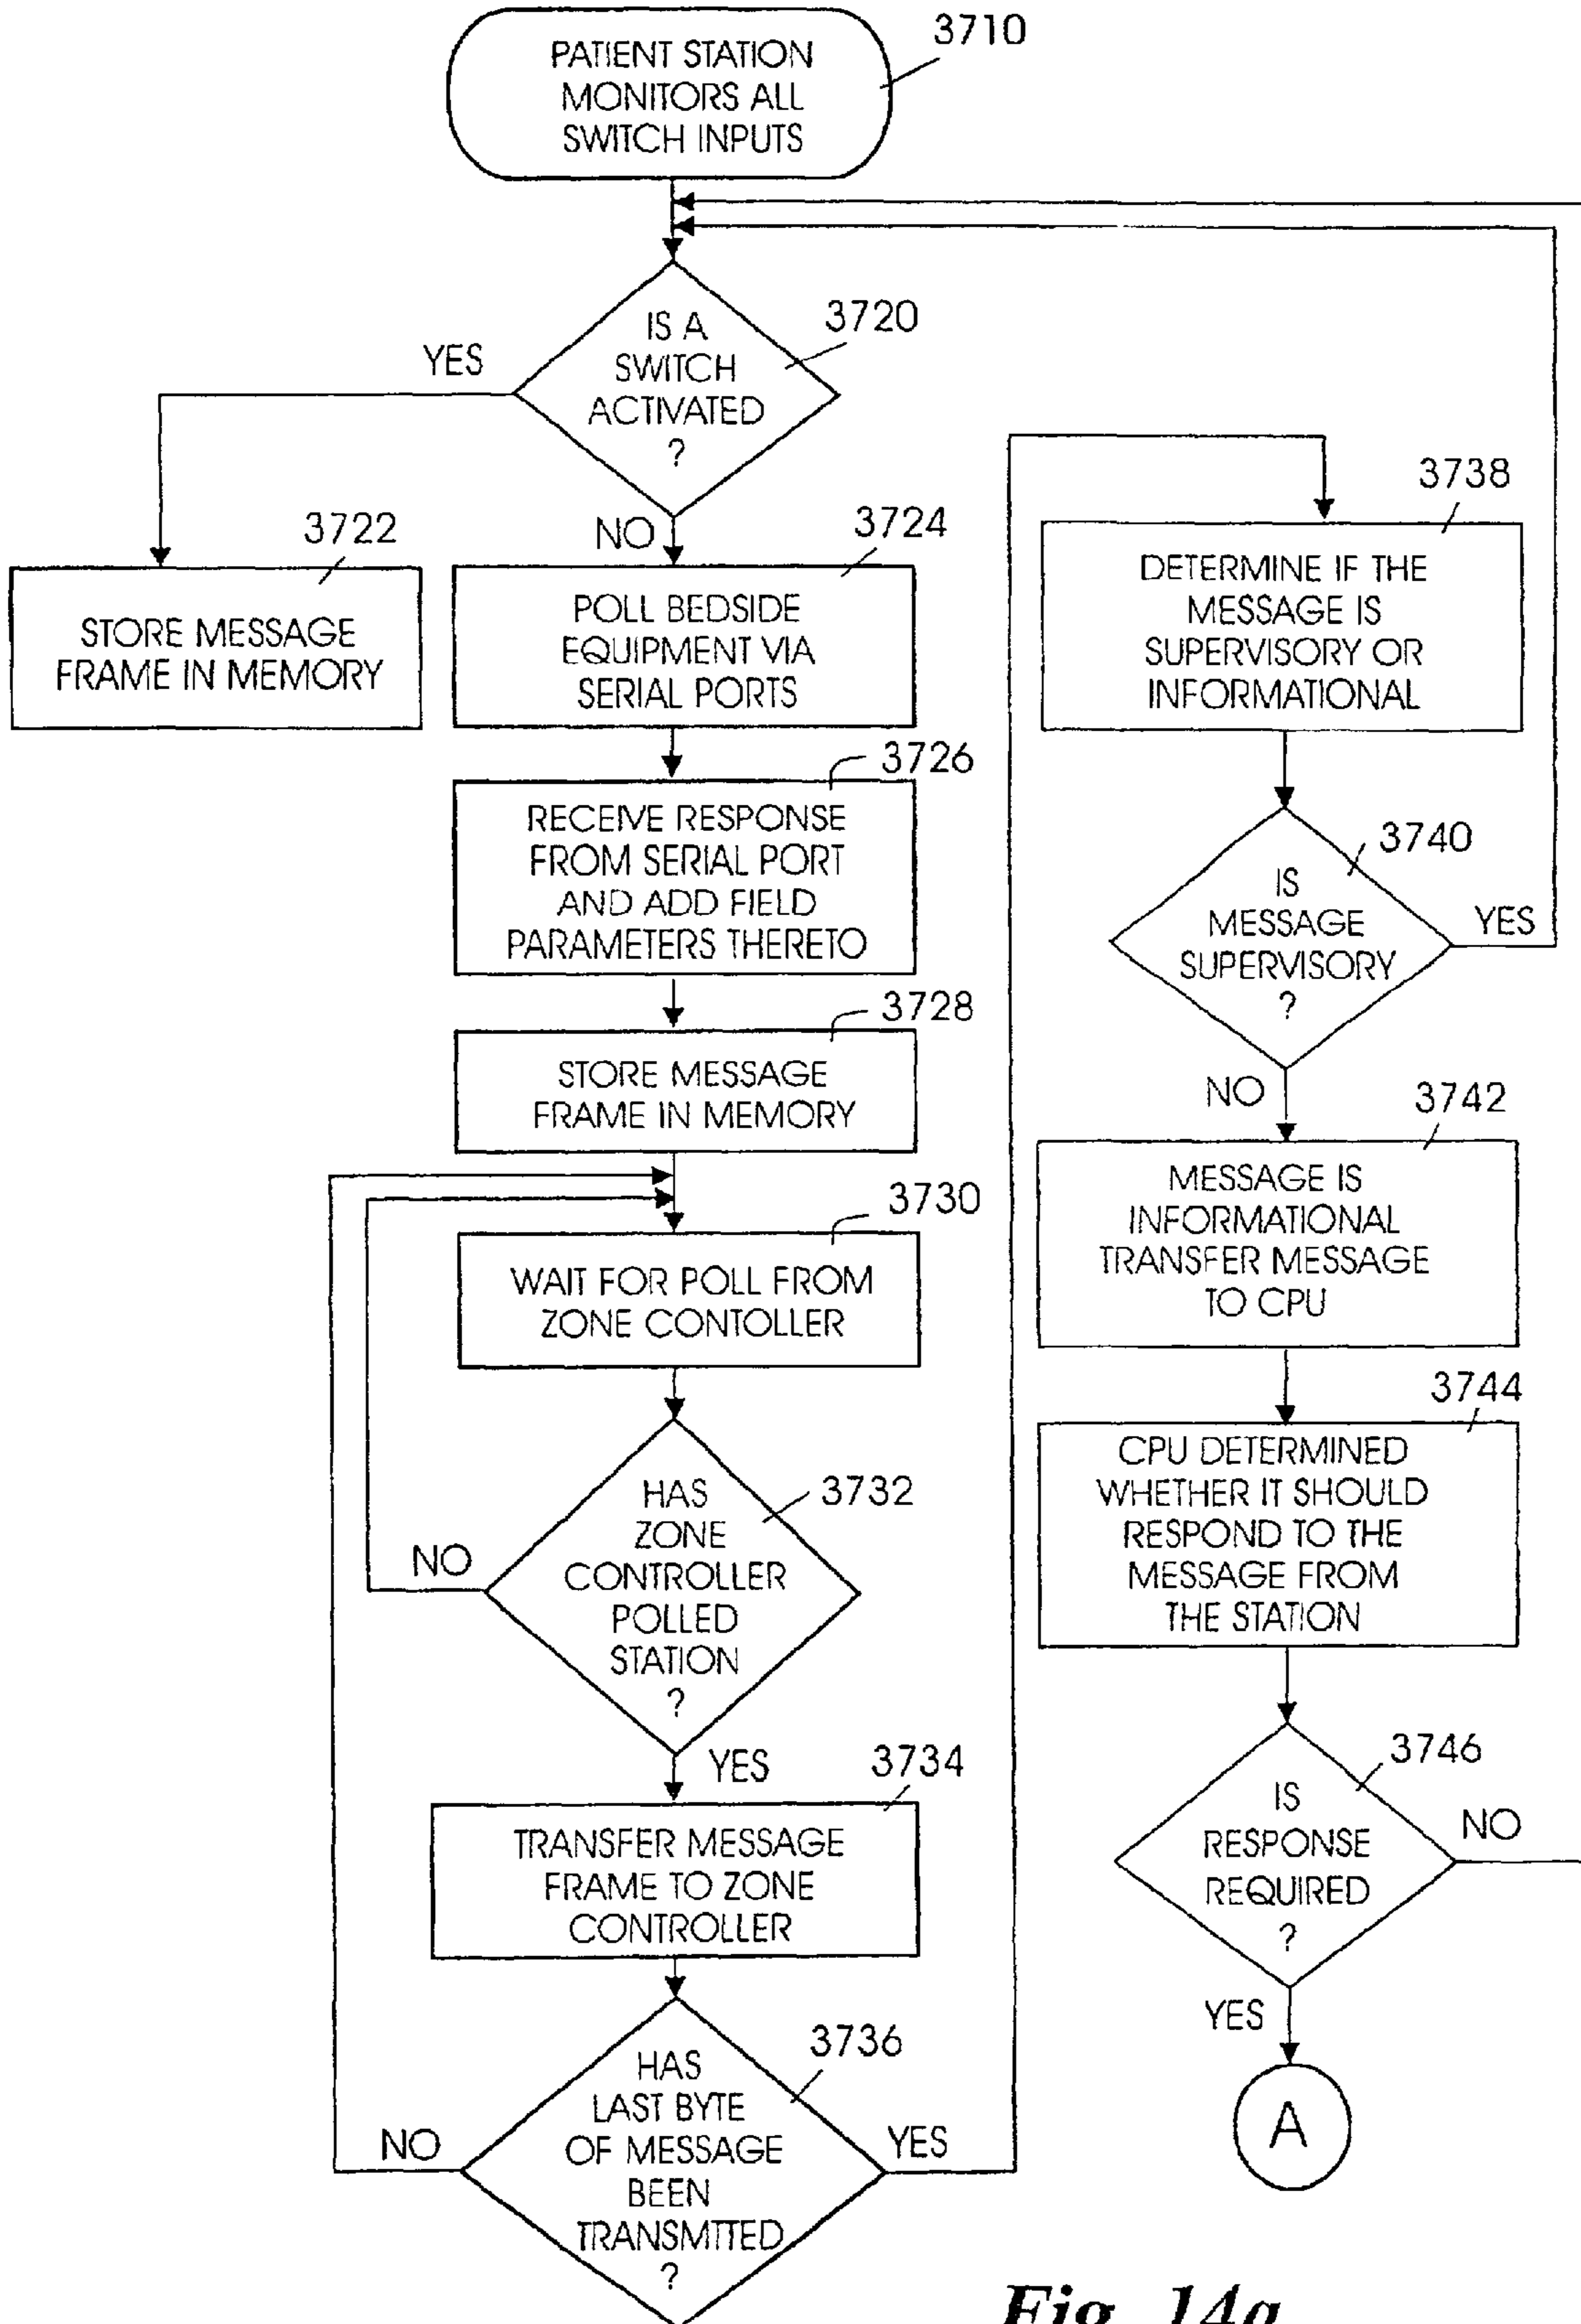 PATIENT STATION
MONITORS ALL
SWITCH INPUTS
3710
IS A
SWITCH
ACTIVATED
?
3720
YES
NO
3722
STORE MESSAGE
FRAME IN MEMORY
3724
POLL BEDSIDE
EQUIPMENT VIA
SERIAL PORTS
3726
RECEIVE RESPONSE
FROM SERIAL PORT
AND ADD FIELD
PARAMETERS THERETO
3728
STORE MESSAGE
FRAME IN MEMORY
3730
WAIT FOR POLL FROM
ZONE CONTOLLER
3732
HAS
ZONE
CONTROLLER
POLLED
STATION
?
NO
YES
3734
TRANSFER MESSAGE
FRAME TO ZONE
CONTROLLER
3736
HAS
LAST BYTE
OF MESSAGE
BEEN
TRANSMITED
?
NO
YES
3738
DETERMINE IF THE
MESSAGE IS
SUPERVISORY OR
INFORMATIONAL
3740
IS
MESSAGE
SUPERVISORY
?
YES
NO
3742
MESSAGE IS
INFORMATIONAL
TRANSFER MESSAGE
TO CPU
3744
CPU DETERMINED
WHETHER IT SHOULD
RESPOND TO THE
MESSAGE FROM
THE STATION
3746
IS
RESPONSE
REQUIRED
?
NO
YES
A
Fig. 14a